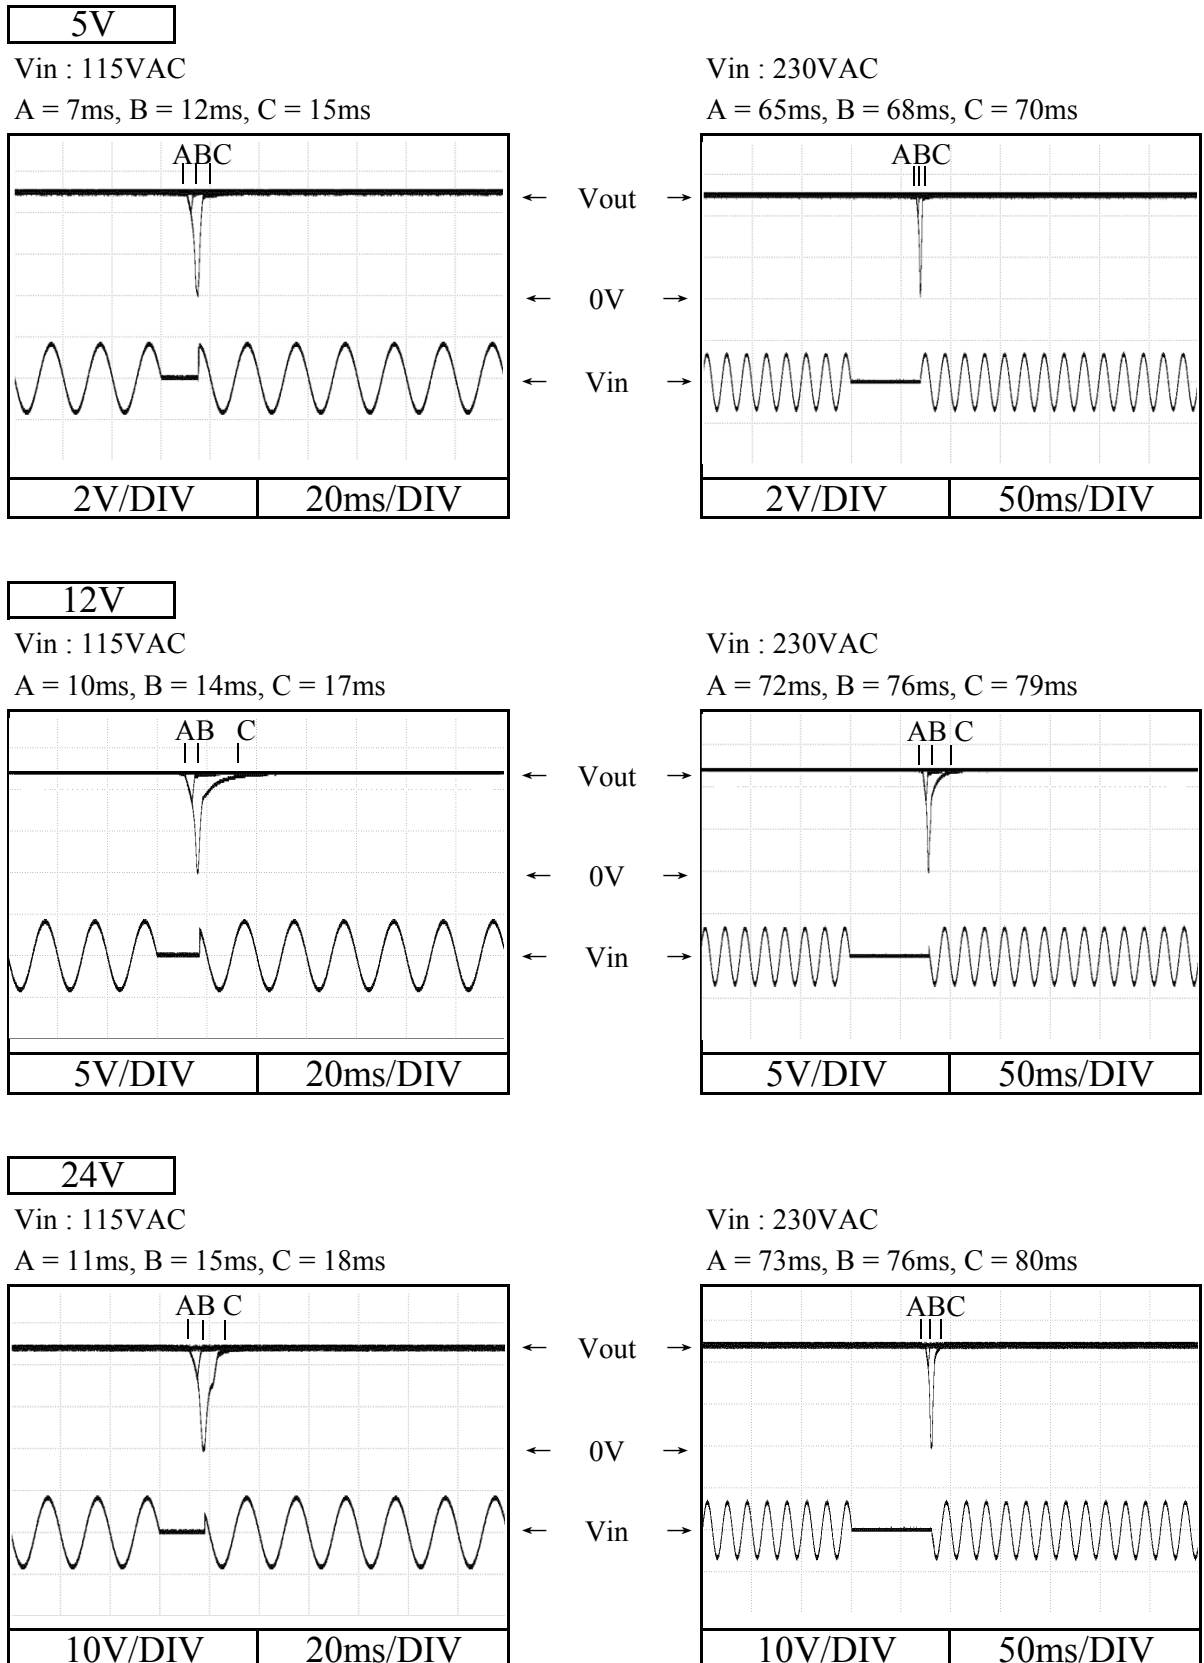 5V
Vin : 115VAC
A = 7ms, B = 12ms, C = 15ms
ABC
2V/DIV 20ms/DIV
Vin : 230VAC
A = 65ms, B = 68ms, C = 70ms
ABC
2V/DIV 50ms/DIV
← Vout →
← 0V →
← Vin →
12V
Vin : 115VAC
A = 10ms, B = 14ms, C = 17ms
AB C
5V/DIV 20ms/DIV
Vin : 230VAC
A = 72ms, B = 76ms, C = 79ms
AB C
5V/DIV 50ms/DIV
← Vout →
← 0V →
← Vin →
24V
Vin : 115VAC
A = 11ms, B = 15ms, C = 18ms
AB C
10V/DIV 20ms/DIV
Vin : 230VAC
A = 73ms, B = 76ms, C = 80ms
ABC
10V/DIV 50ms/DIV
← Vout →
← 0V →
← Vin →